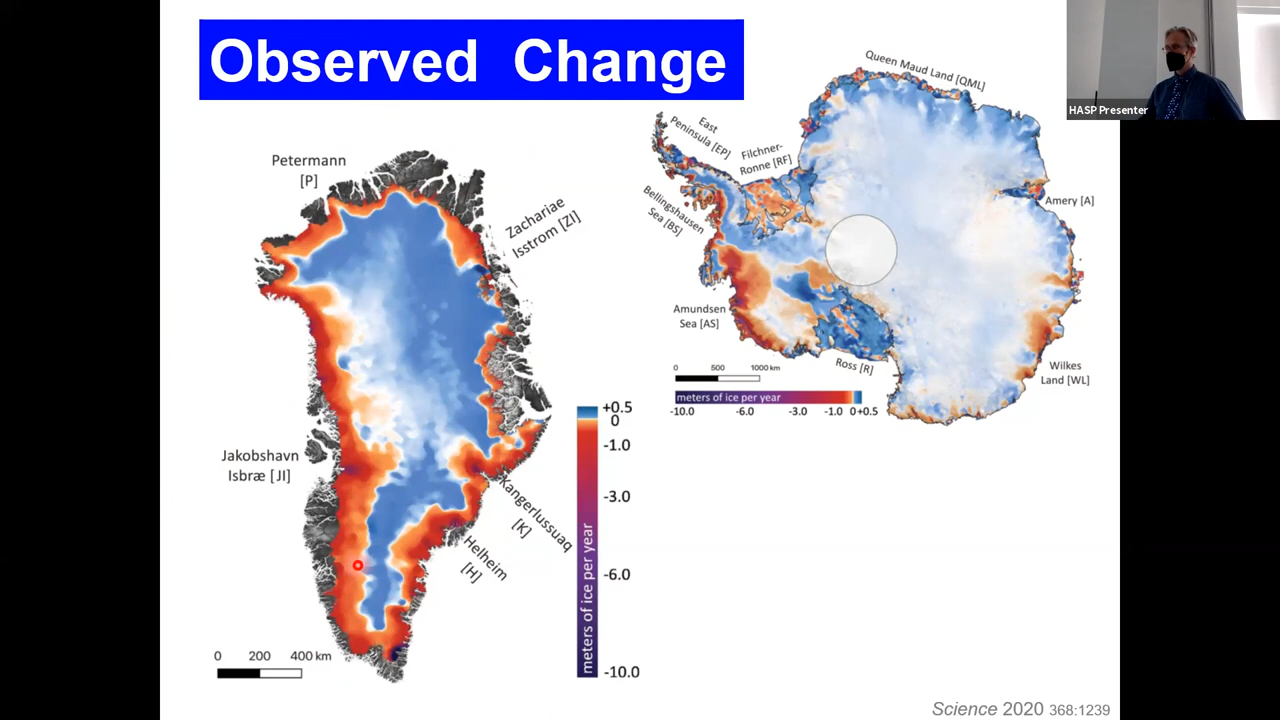 Observed Change
HASP Presenter
Queen Maud Land [QML]
East
Peninsula [EP]
Filchner-
Ronne [RF]
Bellingshausen
Sea [BS]
Amery [A]
Amundsen
Sea [AS]
Ross [R]
Wilkes
Land [WL]
0 500 1000 km
meters of ice per year
-10.0 -6.0 -3.0 -1.0 0 +0.5
Petermann
[P]
Zachariae
Isstrom [ZI]
Jakobshavn
Isbræ [JI]
Kangerlussuaq
[K]
Helheim
[H]
+0.5
0
-1.0
-3.0
-6.0
-10.0
meters of ice per year
0 200 400 km
Science 2020 368:1239